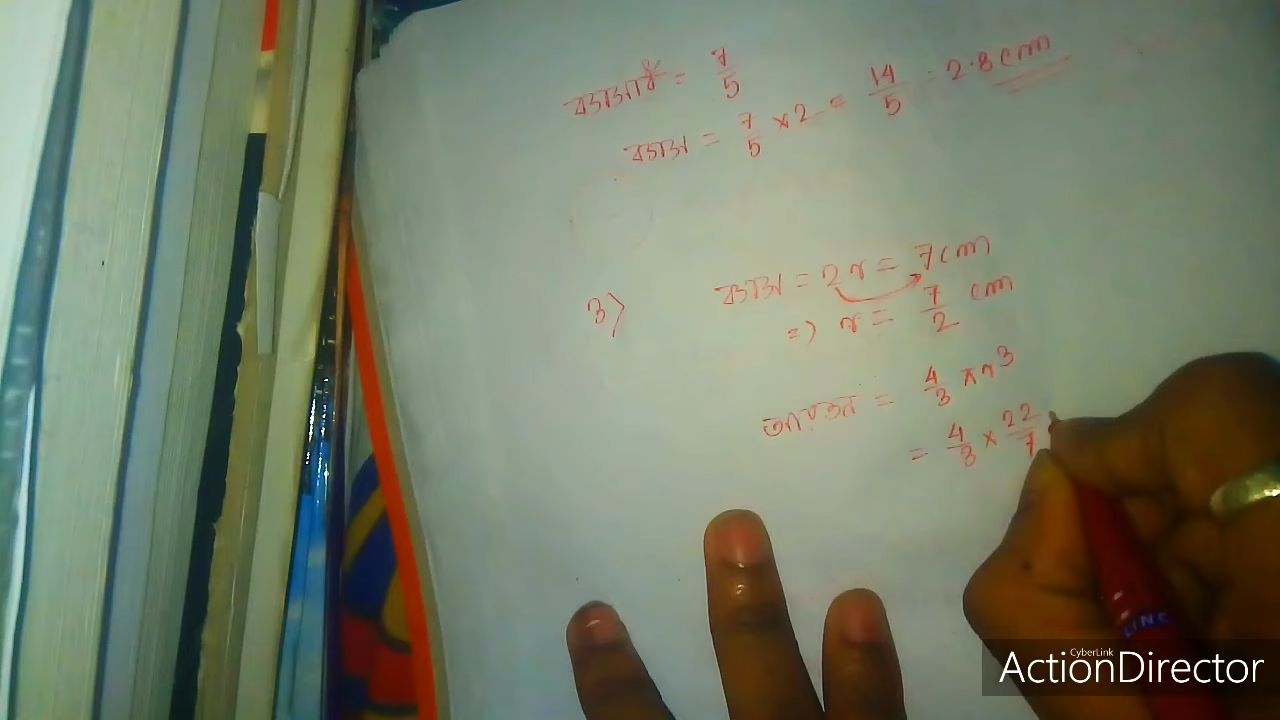 ব্যাসার্ধ = 7/5
ব্যাস = 7/5 × 2 = 14/5 = 2.8 cm
3) ব্যাস = 2r = 7 cm
=> r = 7/2 cm
আয়তন = 4/3 πr³
= 4/3 × 22/7
LINC
CyberLink
ActionDirector